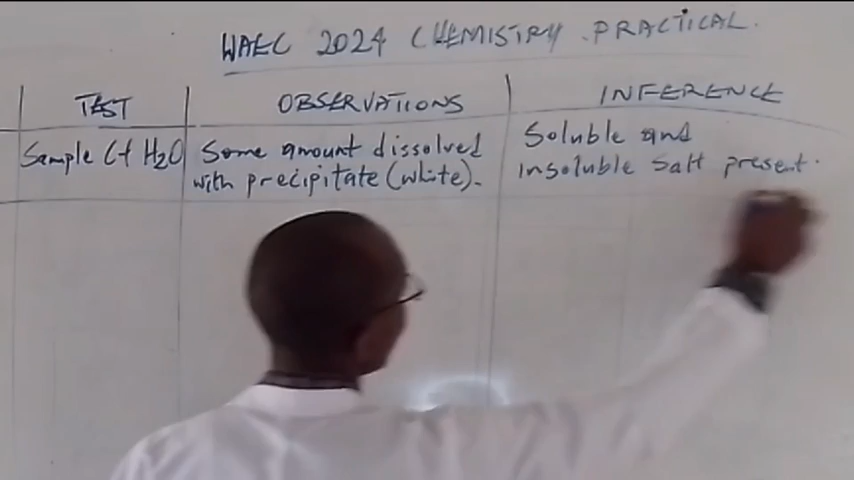 WAEC 2024 CHEMISTRY PRACTICAL.
TEST
OBSERVATIONS
INFERENCE
Sample C + H₂O
Some amount dissolved
with precipitate (white).
Soluble and
insoluble salt present.